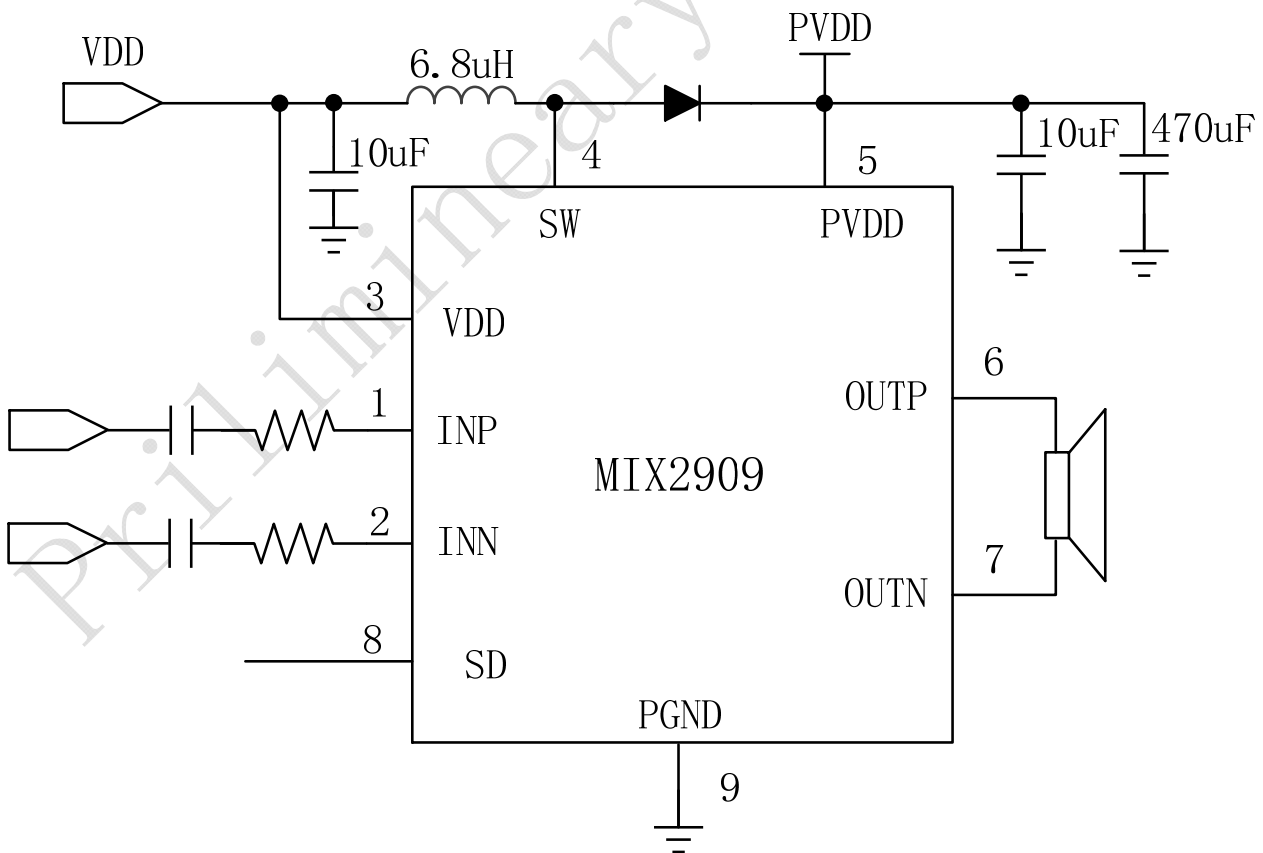 VDD
6.8uH
PVDD
10uF
4
5
10uF
470uF
SW
PVDD
3
VDD
6
OUTP
1
INP
MIX2909
2
INN
7
OUTN
8
SD
PGND
9
Prilimineary